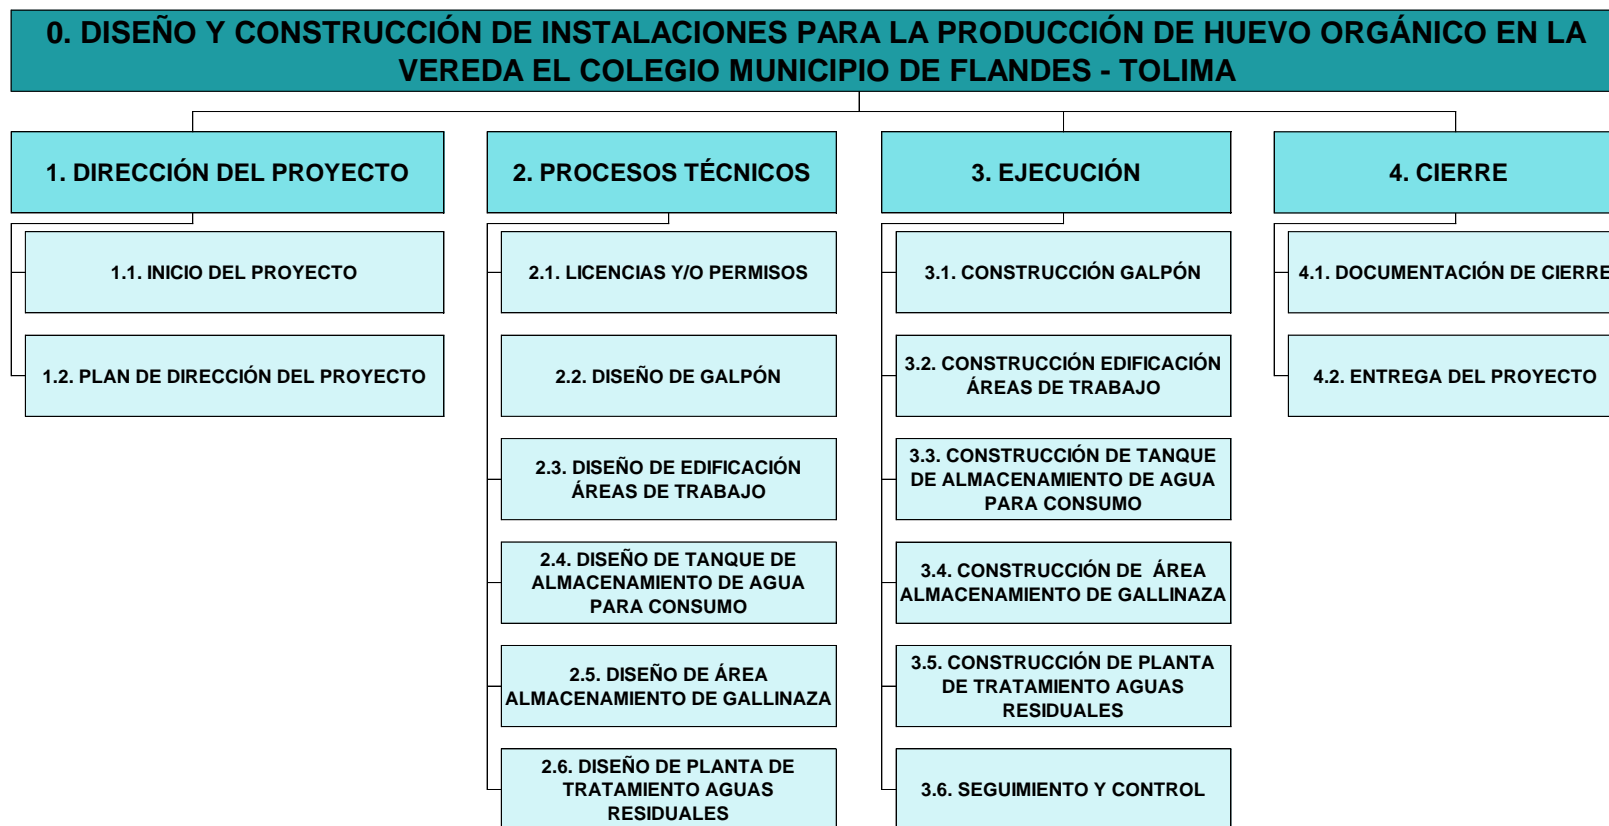 0. DISEÑO Y CONSTRUCCIÓN DE INSTALACIONES PARA LA PRODUCCIÓN DE HUEVO ORGÁNICO EN LA
VEREDA EL COLEGIO MUNICIPIO DE FLANDES - TOLIMA
1. DIRECCIÓN DEL PROYECTO
1.1. INICIO DEL PROYECTO
1.2. PLAN DE DIRECCIÓN DEL PROYECTO
2. PROCESOS TÉCNICOS
2.1. LICENCIAS Y/O PERMISOS
2.2. DISEÑO DE GALPÓN
2.3. DISEÑO DE EDIFICACIÓN
ÁREAS DE TRABAJO
2.4. DISEÑO DE TANQUE DE
ALMACENAMIENTO DE AGUA
PARA CONSUMO
2.5. DISEÑO DE ÁREA
ALMACENAMIENTO DE GALLINAZA
2.6. DISEÑO DE PLANTA DE
TRATAMIENTO AGUAS
RESIDUALES
3. EJECUCIÓN
3.1. CONSTRUCCIÓN GALPÓN
3.2. CONSTRUCCIÓN EDIFICACIÓN
ÁREAS DE TRABAJO
3.3. CONSTRUCCIÓN DE TANQUE
DE ALMACENAMIENTO DE AGUA
PARA CONSUMO
3.4. CONSTRUCCIÓN DE ÁREA
ALMACENAMIENTO DE GALLINAZA
3.5. CONSTRUCCIÓN DE PLANTA
DE TRATAMIENTO AGUAS
RESIDUALES
3.6. SEGUIMIENTO Y CONTROL
4. CIERRE
4.1. DOCUMENTACIÓN DE CIERRE
4.2. ENTREGA DEL PROYECTO